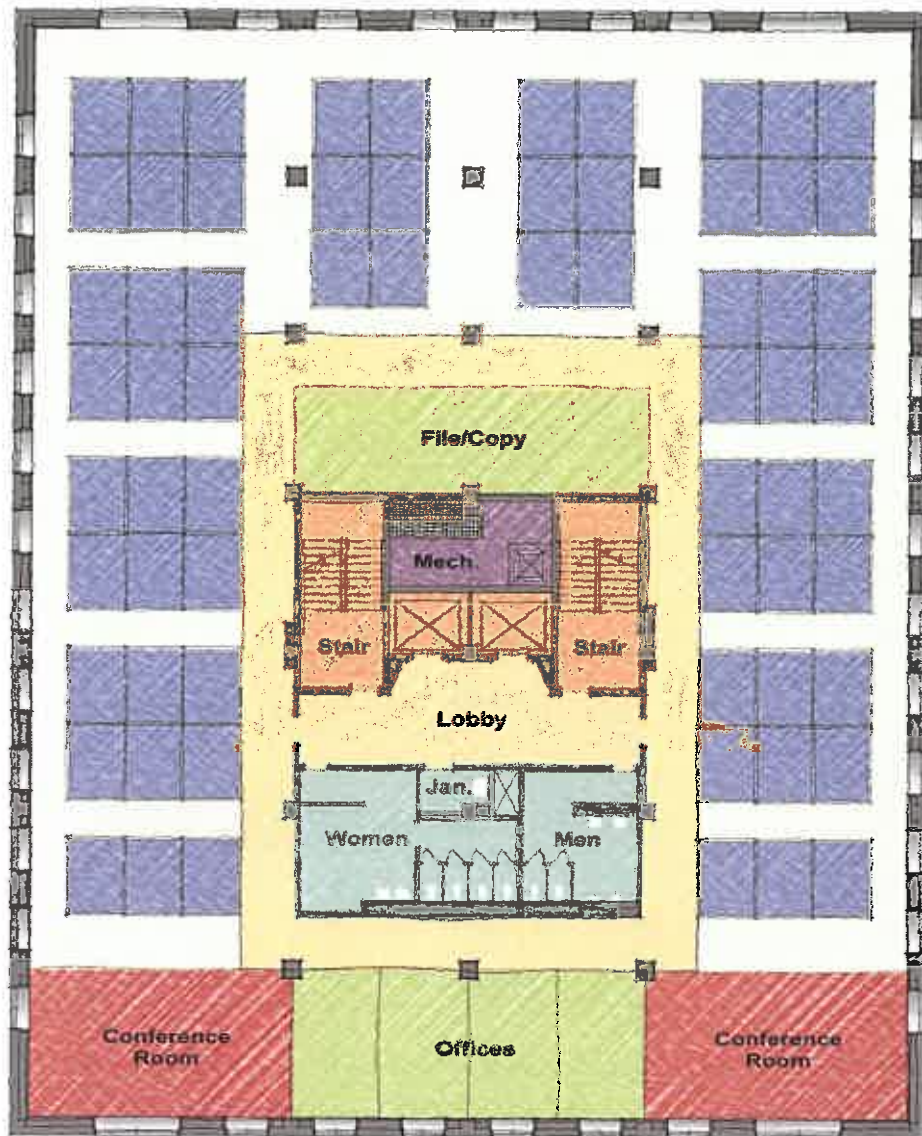 File/Copy
Mech.
Stair
Stair
Lobby
Jan.
Women
Men
Conference
Room
Offices
Conference
Room